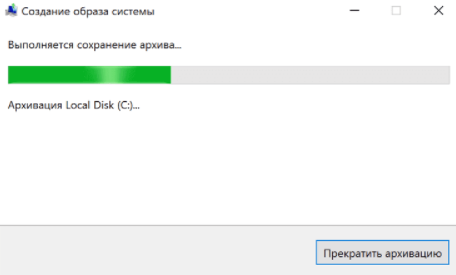 Создание образа системы
Выполняется сохранение архива...
Архивация Local Disk (C:)...
Прекратить архивацию